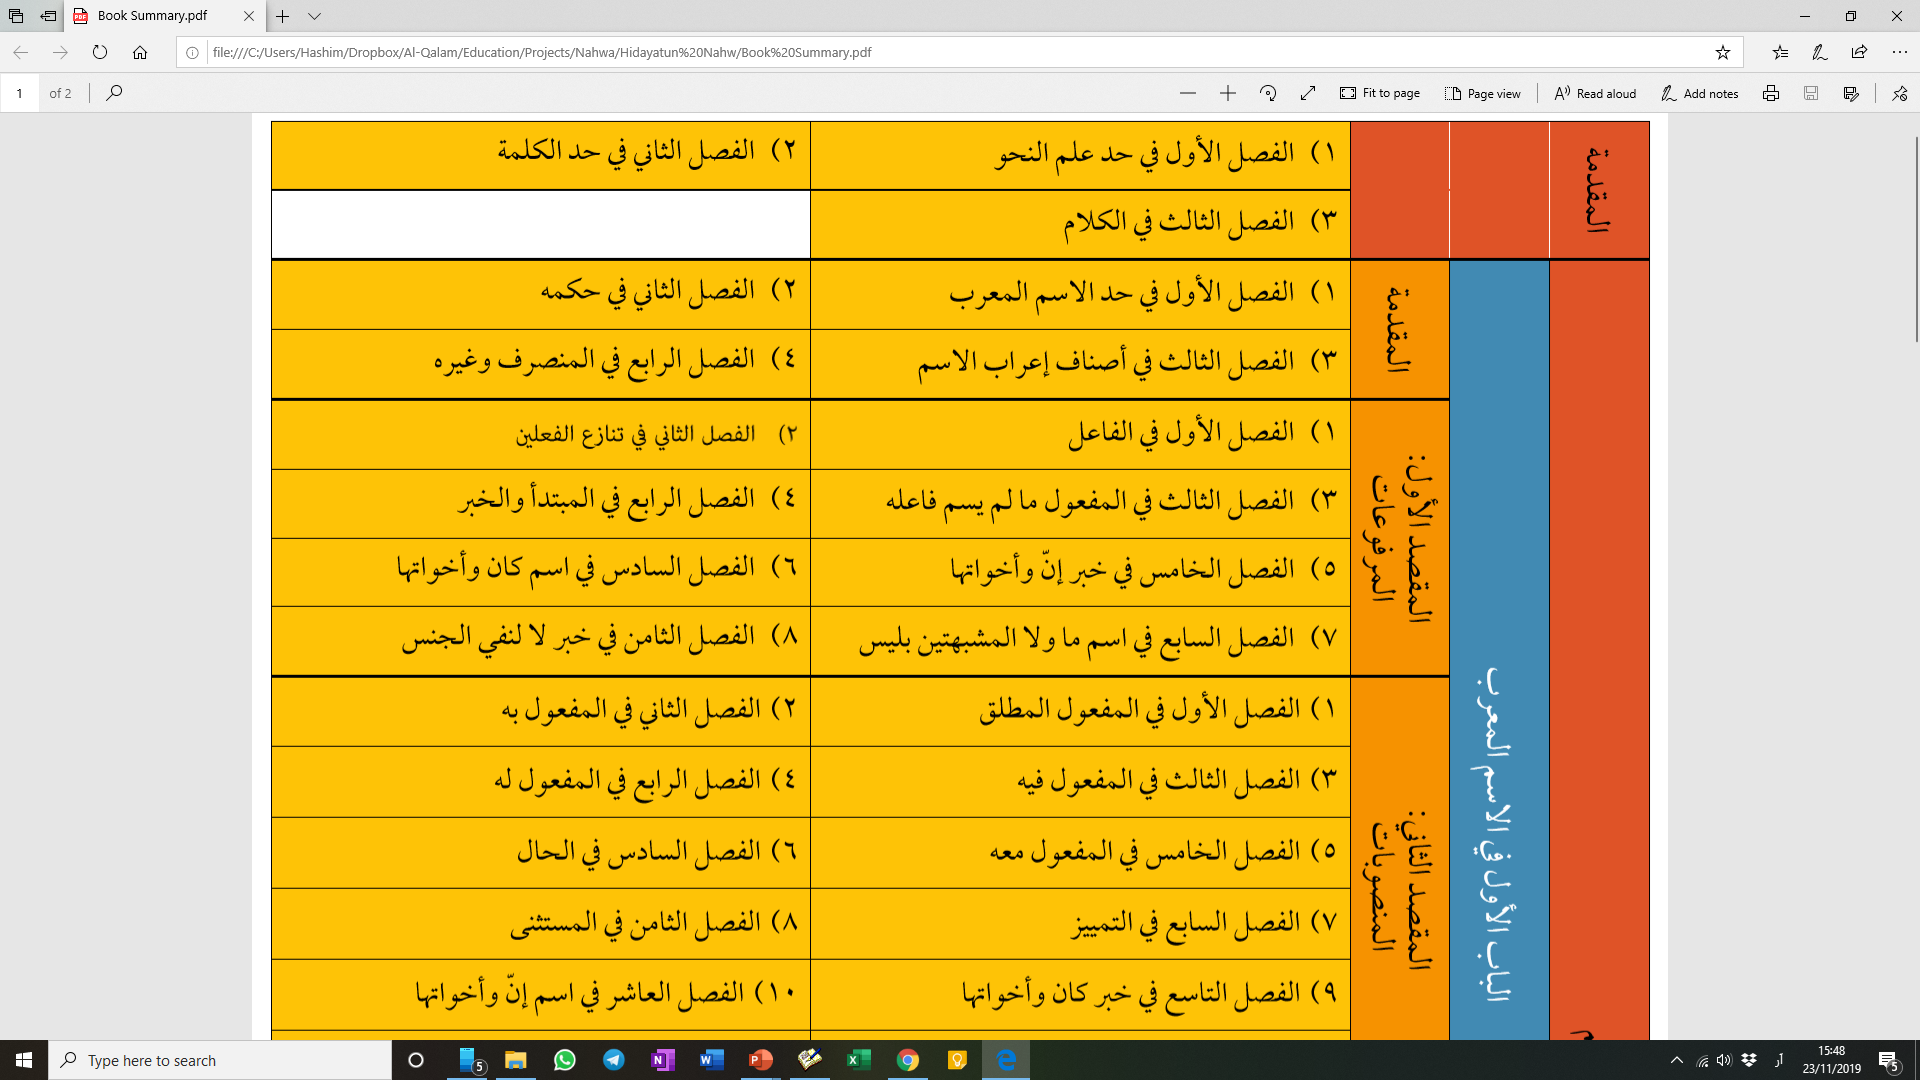 Book Summary.pdf
file:///C:/Users/Hashim/Dropbox/Al-Qalam/Education/Projects/Nahwa/Hidayatun%20Nahw/Book%20Summary.pdf
1 of 2
Fit to page
Page view
Read aloud
Add notes
المقدمة
١) الفصل الأول في حد علم النحو
٢) الفصل الثاني في حد الكلمة
٣) الفصل الثالث في الكلام
الباب الأول في الاسم المعرب
المقدمة
١) الفصل الأول في حد الاسم المعرب
٢) الفصل الثاني في حكمه
٣) الفصل الثالث في أصناف إعراب الاسم
٤) الفصل الرابع في المنصرف وغيره
المقصد الأول:
المرفوعات
١) الفصل الأول في الفاعل
٢) الفصل الثاني في تنازع الفعلين
٣) الفصل الثالث في المفعول ما لم يسم فاعله
٤) الفصل الرابع في المبتدأ والخبر
٥) الفصل الخامس في خبر إنّ وأخواتها
٦) الفصل السادس في اسم كان وأخواتها
٧) الفصل السابع في اسم ما ولا المشبهتين بليس
٨) الفصل الثامن في خبر لا لنفي الجنس
المقصد الثاني:
المنصوبات
١) الفصل الأول في المفعول المطلق
٢) الفصل الثاني في المفعول به
٣) الفصل الثالث في المفعول فيه
٤) الفصل الرابع في المفعول له
٥) الفصل الخامس في المفعول معه
٦) الفصل السادس في الحال
٧) الفصل السابع في التمييز
٨) الفصل الثامن في المستثنى
٩) الفصل التاسع في خبر كان وأخواتها
١٠) الفصل العاشر في اسم إنّ وأخواتها
Type here to search
5
15:48
23/11/2019
5